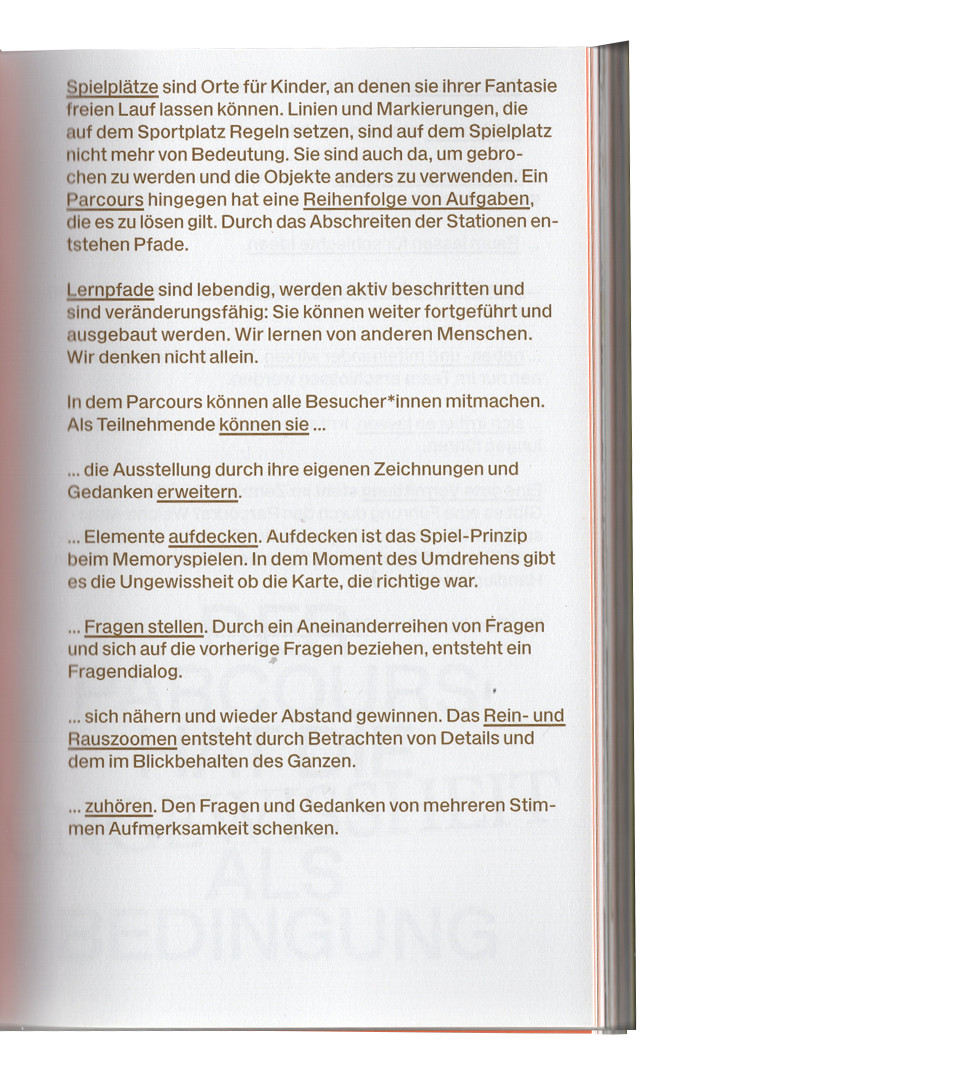 Spielplätze sind Orte für Kinder, an denen sie ihrer Fantasie
freien Lauf lassen können. Linien und Markierungen, die
auf dem Sportplatz Regeln setzen, sind auf dem Spielplatz
nicht mehr von Bedeutung. Sie sind auch da, um gebro-
chen zu werden und die Objekte anders zu verwenden. Ein
Parcours hingegen hat eine Reihenfolge von Aufgaben,
die es zu lösen gilt. Durch das Abschreiten der Stationen en-
tstehen Pfade.
Lernpfade sind lebendig, werden aktiv beschritten und
sind veränderungsfähig: Sie können weiter fortgeführt und
ausgebaut werden. Wir lernen von anderen Menschen.
Wir denken nicht allein.
In dem Parcours können alle Besucher*innen mitmachen.
Als Teilnehmende können sie ...
... die Ausstellung durch ihre eigenen Zeichnungen und
Gedanken erweitern.
... Elemente aufdecken. Aufdecken ist das Spiel-Prinzip
beim Memoryspielen. In dem Moment des Umdrehens gibt
es die Ungewissheit ob die Karte, die richtige war.
... Fragen stellen. Durch ein Aneinanderreihen von Fragen
und sich auf die vorherige Fragen beziehen, entsteht ein
Fragendialog.
... sich nähern und wieder Abstand gewinnen. Das Rein- und
Rauszoomen entsteht durch Betrachten von Details und
dem im Blickbehalten des Ganzen.
... zuhören. Den Fragen und Gedanken von mehreren Stim-
men Aufmerksamkeit schenken.
ALS
BEDINGUNG